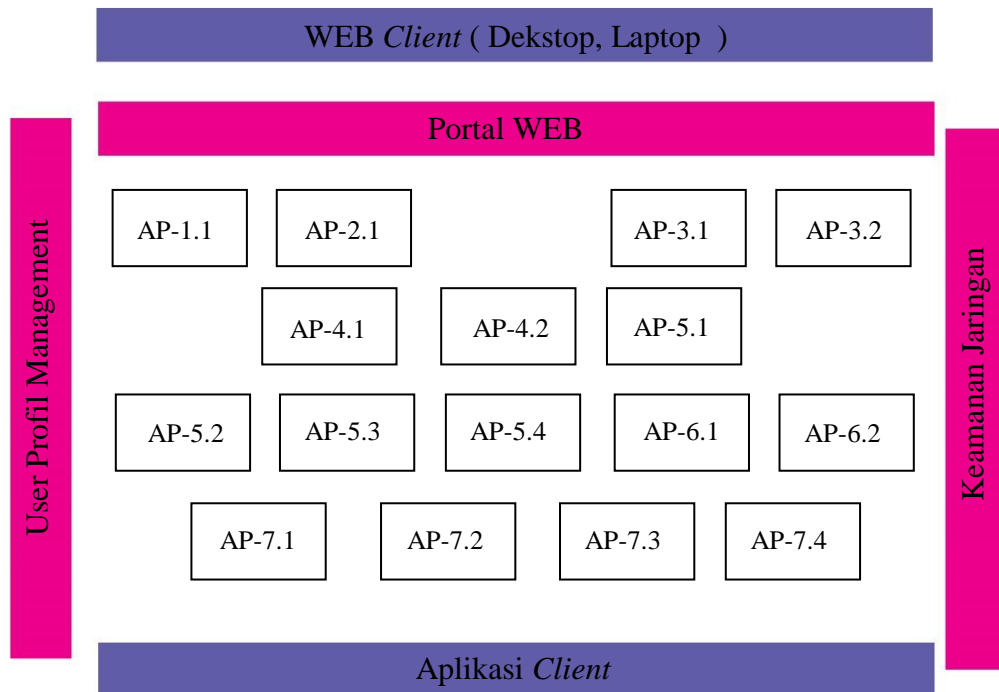 WEB Client ( Dekstop, Laptop )
Portal WEB
User Profil Management
AP-1.1
AP-2.1
AP-3.1
AP-3.2
AP-4.1
AP-4.2
AP-5.1
AP-5.2
AP-5.3
AP-5.4
AP-6.1
AP-6.2
AP-7.1
AP-7.2
AP-7.3
AP-7.4
Keamanan Jaringan
Aplikasi Client